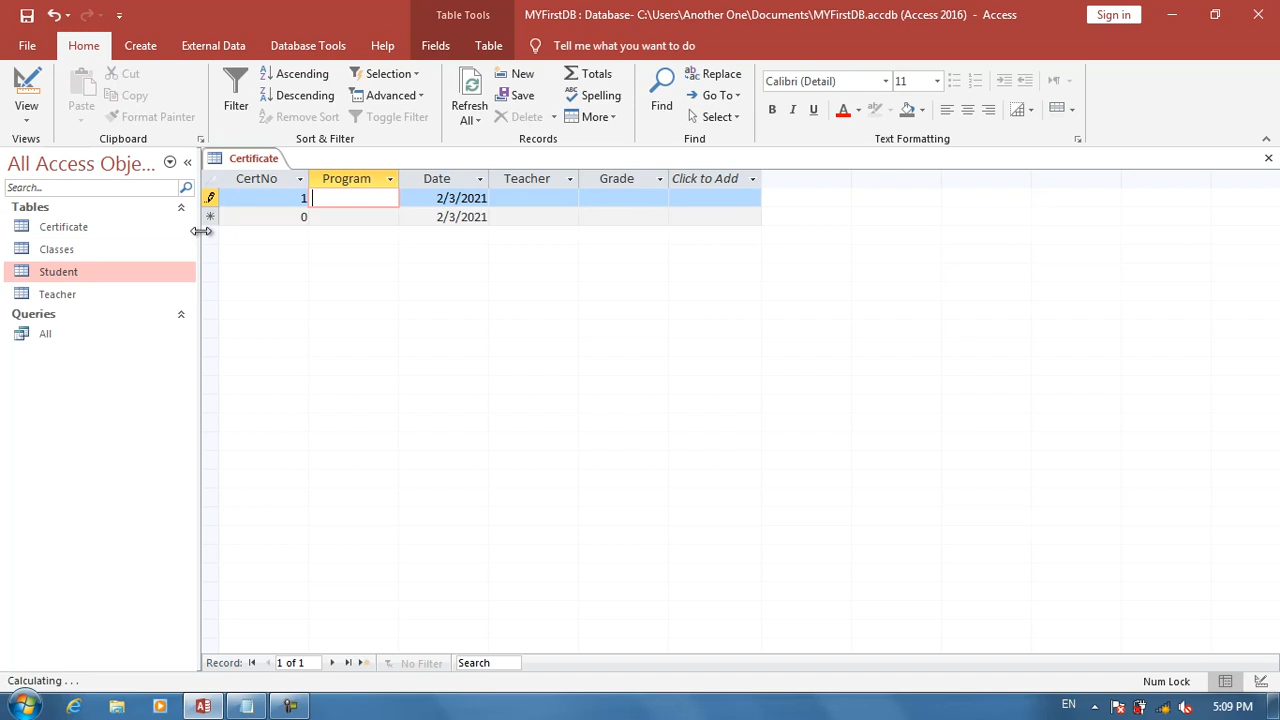 Table Tools
MYFirstDB : Database- C:\Users\Another One\Documents\MYFirstDB.accdb (Access 2016) - Access
Sign in
File Home Create External Data Database Tools Help Fields Table Tell me what you want to do
View
Views
Paste
Cut
Copy
Format Painter
Clipboard
Filter
Ascending
Descending
Remove Sort
Selection
Advanced
Toggle Filter
Sort & Filter
Refresh
All
New
Save
Delete
Totals
Spelling
More
Records
Find
Replace
Go To
Select
Find
Calibri (Detail) 11
B I U A
Text Formatting
All Access Obje...
Search...
Tables
Certificate
Classes
Student
Teacher
Queries
All
Certificate
CertNo Program Date Teacher Grade Click to Add
1 2/3/2021
0 2/3/2021
Record: 1 of 1 No Filter Search
Calculating . . .
Num Lock
EN
5:09 PM